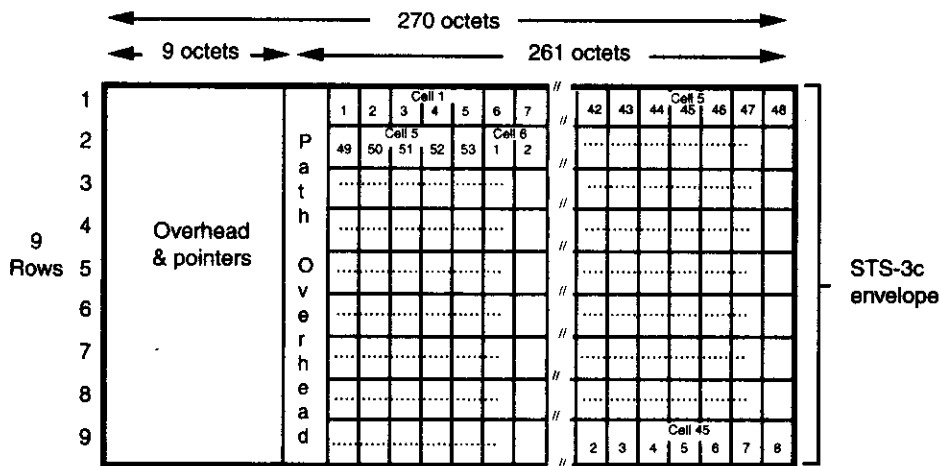 270 octets
9 octets 261 octets
1 Cell 1 Cell 5
1 2 3 4 5 6 7 // 42 43 44 45 46 47 48
2 Cell 5 Cell 6
49 50 51 52 53 1 2
3
4
5
6
7
8
9 Cell 45
2 3 4 5 6 7 8
9
Rows
Overhead
& pointers
Path Overhead
STS-3c
envelope